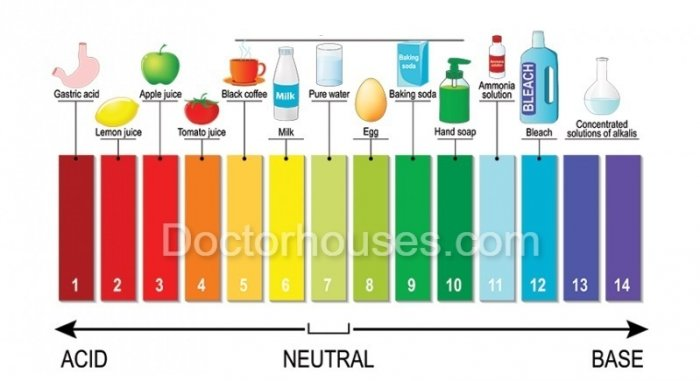 Baking
soda
Ammonia
solution
BLEACH
Milk
Gastric acid
Apple juice
Black coffee
Pure water
Baking soda
Ammonia
solution
Lemon juice
Tomato juice
Milk
Egg
Hand soap
Bleach
Concentrated
solutions of alkalis
Doctorhouses.com
1 2 3 4 5 6 7 8 9 10 11 12 13 14
ACID NEUTRAL BASE